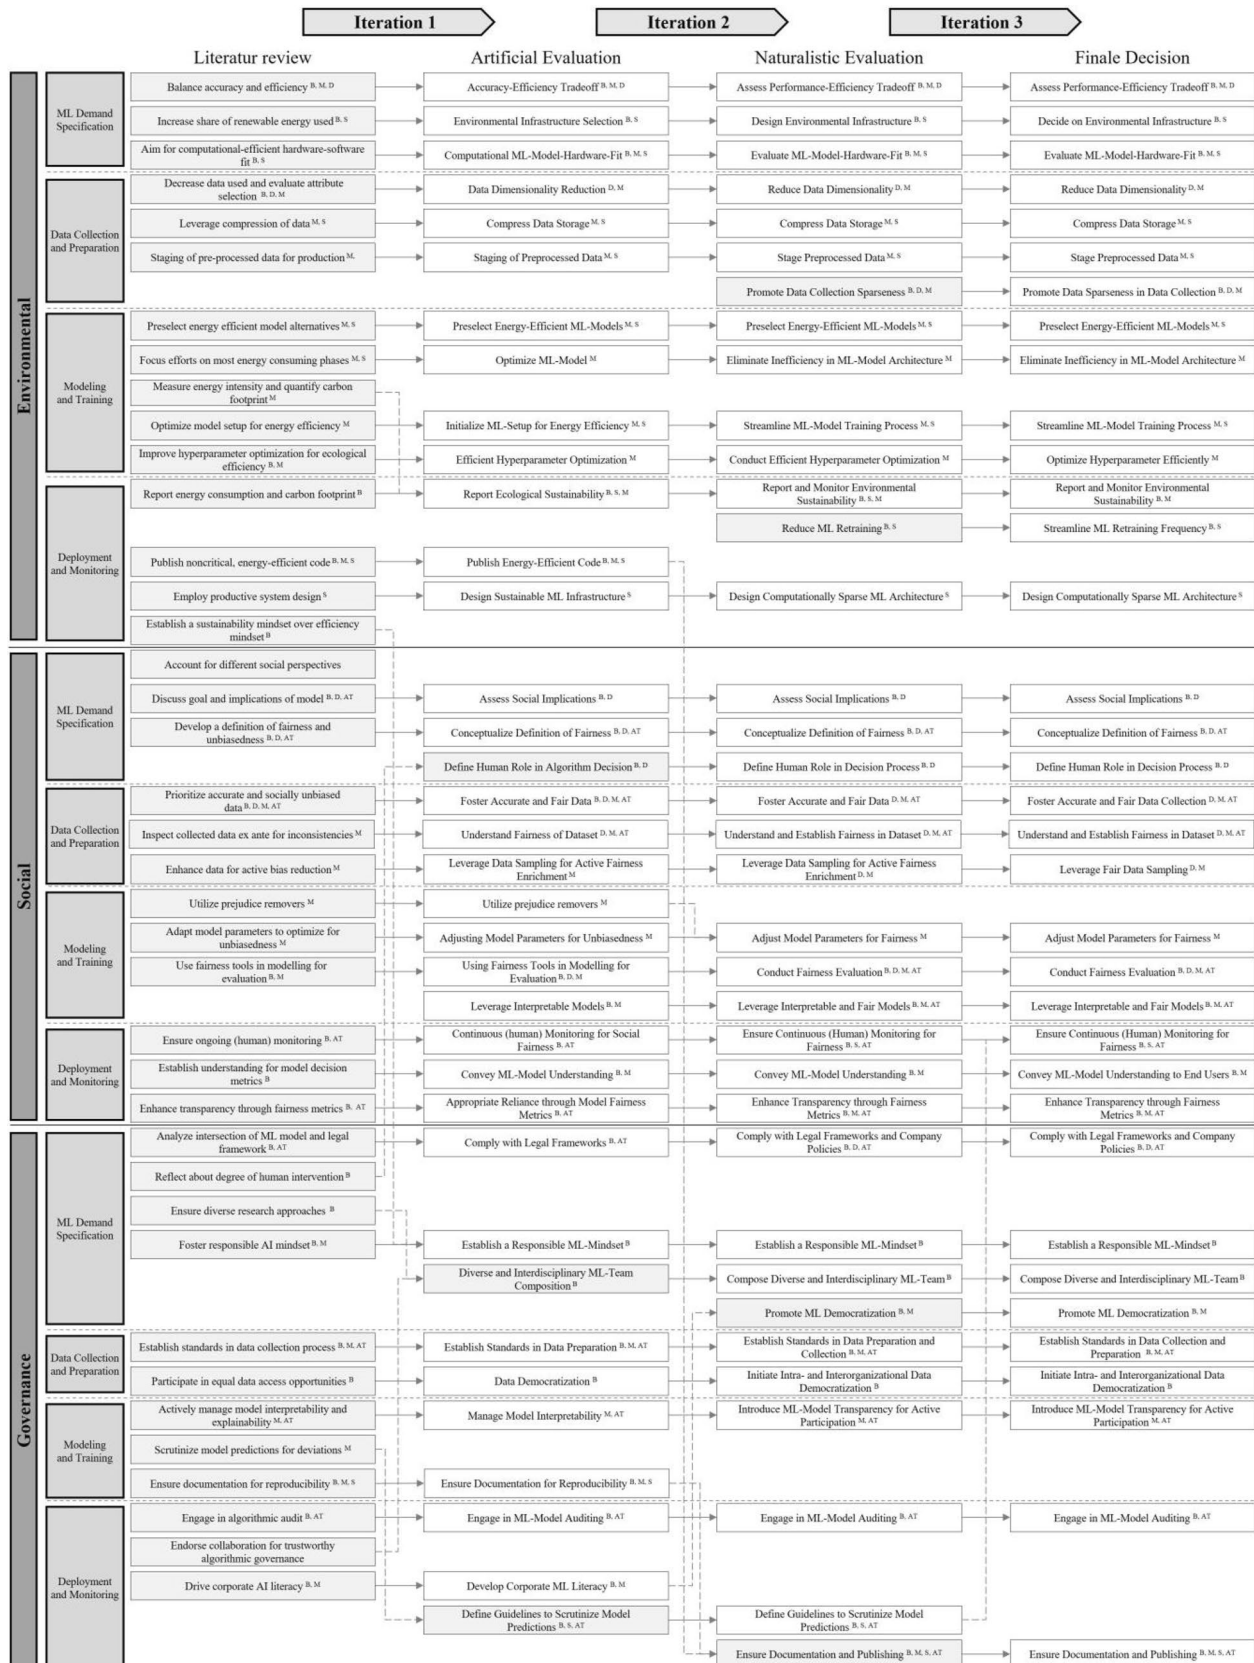 Iteration 1
Iteration 2
Iteration 3
Literatur review
Artificial Evaluation
Naturalistic Evaluation
Finale Decision
Environmental
ML Demand
Specification
Balance accuracy and efficiency B, M, D
Accuracy-Efficiency Tradeoff B, M, D
Assess Performance-Efficiency Tradeoff B, M, D
Assess Performance-Efficiency Tradeoff B, M, D
Increase share of renewable energy used B, S
Environmental Infrastructure Selection B, S
Design Environmental Infrastructure B, S
Decide on Environmental Infrastructure B, S
Aim for computational-efficient hardware-software
fit B, S
Computational ML-Model-Hardware-Fit B, M, S
Evaluate ML-Model-Hardware-Fit B, M, S
Evaluate ML-Model-Hardware-Fit B, M, S
Data Collection
and Preparation
Decrease data used and evaluate attribute
selection B, D, M
Data Dimensionality Reduction D, M
Reduce Data Dimensionality D, M
Reduce Data Dimensionality D, M
Leverage compression of data M, S
Compress Data Storage M, S
Compress Data Storage M, S
Compress Data Storage M, S
Staging of pre-processed data for production M,
Staging of Preprocessed Data M, S
Stage Preprocessed Data M, S
Stage Preprocessed Data M, S
Promote Data Collection Sparseness B, D, M
Promote Data Sparseness in Data Collection B, D, M
Modeling
and Training
Preselect energy efficient model alternatives M, S
Preselect Energy-Efficient ML-Models M, S
Preselect Energy-Efficient ML-Models M, S
Preselect Energy-Efficient ML-Models M, S
Focus efforts on most energy consuming phases M, S
Optimize ML-Model M
Eliminate Inefficiency in ML-Model Architecture M
Eliminate Inefficiency in ML-Model Architecture M
Measure energy intensity and quantify carbon
footprint M
Optimize model setup for energy efficiency M
Initialize ML-Setup for Energy Efficiency M, S
Streamline ML-Model Training Process M, S
Streamline ML-Model Training Process M, S
Improve hyperparameter optimization for ecological
efficiency B, M
Efficient Hyperparameter Optimization M
Conduct Efficient Hyperparameter Optimization M
Optimize Hyperparameter Efficiently M
Deployment
and Monitoring
Report energy consumption and carbon footprint B
Report Ecological Sustainability B, S, M
Report and Monitor Environmental
Sustainability B, S, M
Report and Monitor Environmental
Sustainability B, M
Reduce ML Retraining B, S
Streamline ML Retraining Frequency B, S
Publish noncritical, energy-efficient code B, M, S
Publish Energy-Efficient Code B, M, S
Employ productive system design S
Design Sustainable ML Infrastructure S
Design Computationally Sparse ML Architecture S
Design Computationally Sparse ML Architecture S
Establish a sustainability mindset over efficiency
mindset B
Social
ML Demand
Specification
Account for different social perspectives
Discuss goal and implications of model B, D, AT
Assess Social Implications B, D
Assess Social Implications B, D
Assess Social Implications B, D
Develop a definition of fairness and
unbiasedness B, D, AT
Conceptualize Definition of Fairness B, D, AT
Conceptualize Definition of Fairness B, D, AT
Conceptualize Definition of Fairness B, D, AT
Define Human Role in Algorithm Decision B, D
Define Human Role in Decision Process B, D
Define Human Role in Decision Process B, D
Data Collection
and Preparation
Prioritize accurate and socially unbiased
data B, D, M, AT
Foster Accurate and Fair Data B, D, M, AT
Foster Accurate and Fair Data D, M, AT
Foster Accurate and Fair Data Collection D, M, AT
Inspect collected data ex ante for inconsistencies M
Understand Fairness of Dataset D, M, AT
Understand and Establish Fairness in Dataset D, M, AT
Understand and Establish Fairness in Dataset D, M, AT
Enhance data for active bias reduction M
Leverage Data Sampling for Active Fairness
Enrichment M
Leverage Data Sampling for Active Fairness
Enrichment D, M
Leverage Fair Data Sampling D, M
Modeling
and Training
Utilize prejudice removers M
Utilize prejudice removers M
Adapt model parameters to optimize for
unbiasedness M
Adjusting Model Parameters for Unbiasedness M
Adjust Model Parameters for Fairness M
Adjust Model Parameters for Fairness M
Use fairness tools in modelling for
evaluation B, M
Using Fairness Tools in Modelling for
Evaluation B, D, M
Conduct Fairness Evaluation B, D, M, AT
Conduct Fairness Evaluation B, D, M, AT
Leverage Interpretable Models B, M
Leverage Interpretable and Fair Models B, M, AT
Leverage Interpretable and Fair Models B, M, AT
Deployment
and Monitoring
Ensure ongoing (human) monitoring B, AT
Continuous (human) Monitoring for Social
Fairness B, AT
Ensure Continuous (Human) Monitoring for
Fairness B, S, AT
Ensure Continuous (Human) Monitoring for
Fairness B, S, AT
Establish understanding for model decision
metrics B
Convey ML-Model Understanding B, M
Convey ML-Model Understanding B, M
Convey ML-Model Understanding to End Users B, M
Enhance transparency through fairness metrics B, AT
Appropriate Reliance through Model Fairness
Metrics B, AT
Enhance Transparency through Fairness
Metrics B, M, AT
Enhance Transparency through Fairness
Metrics B, M, AT
Governance
ML Demand
Specification
Analyze intersection of ML model and legal
framework B, AT
Comply with Legal Frameworks B, AT
Comply with Legal Frameworks and Company
Policies B, D, AT
Comply with Legal Frameworks and Company
Policies B, D, AT
Reflect about degree of human intervention B
Ensure diverse research approaches B
Foster responsible AI mindset B, M
Establish a Responsible ML-Mindset B
Establish a Responsible ML-Mindset B
Establish a Responsible ML-Mindset B
Diverse and Interdisciplinary ML-Team
Composition B
Compose Diverse and Interdisciplinary ML-Team B
Compose Diverse and Interdisciplinary ML-Team B
Promote ML Democratization B, M
Promote ML Democratization B, M
Data Collection
and Preparation
Establish standards in data collection process B, M, AT
Establish Standards in Data Preparation B, M, AT
Establish Standards in Data Preparation and
Collection B, M, AT
Establish Standards in Data Collection and
Preparation B, M, AT
Participate in equal data access opportunities B
Data Democratization B
Initiate Intra- and Interorganizational Data
Democratization B
Initiate Intra- and Interorganizational Data
Democratization B
Modeling
and Training
Actively manage model interpretability and
explainability M, AT
Manage Model Interpretability M, AT
Introduce ML-Model Transparency for Active
Participation M, AT
Introduce ML-Model Transparency for Active
Participation M, AT
Scrutinize model predictions for deviations M
Ensure documentation for reproducibility B, M, S
Ensure Documentation for Reproducibility B, M, S
Deployment
and Monitoring
Engage in algorithmic audit B, AT
Engage in ML-Model Auditing B, AT
Engage in ML-Model Auditing B, AT
Engage in ML-Model Auditing B, AT
Endorse collaboration for trustworthy
algorithmic governance
Drive corporate AI literacy B, M
Develop Corporate ML Literacy B, M
Define Guidelines to Scrutinize Model
Predictions B, S, AT
Define Guidelines to Scrutinize Model
Predictions B, S, AT
Ensure Documentation and Publishing B, M, S, AT
Ensure Documentation and Publishing B, M, S, AT